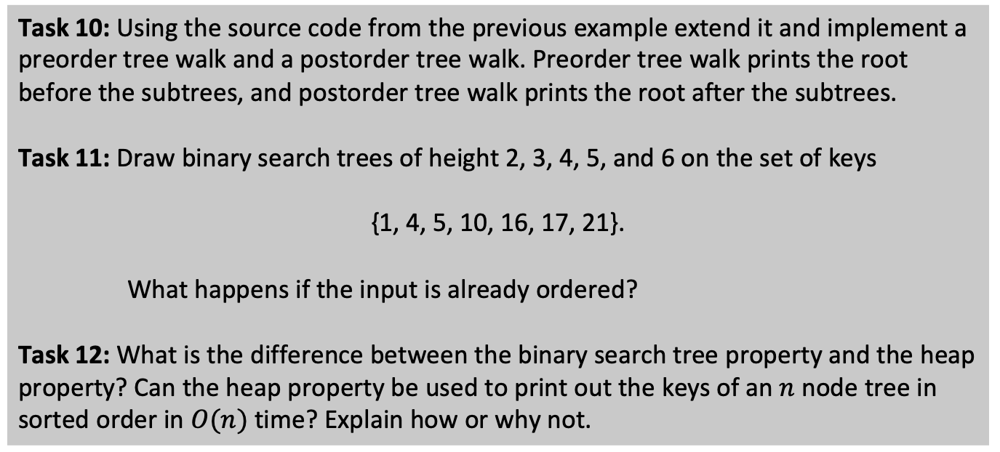 Task 10: Using the source code from the previous example extend it and implement a
preorder tree walk and a postorder tree walk. Preorder tree walk prints the root
before the subtrees, and postorder tree walk prints the root after the subtrees.
Task 11: Draw binary search trees of height 2, 3, 4, 5, and 6 on the set of keys
{1, 4, 5, 10, 16, 17, 21}.
What happens if the input is already ordered?
Task 12: What is the difference between the binary search tree property and the heap
property? Can the heap property be used to print out the keys of an n node tree in
sorted order in O(n) time? Explain how or why not.